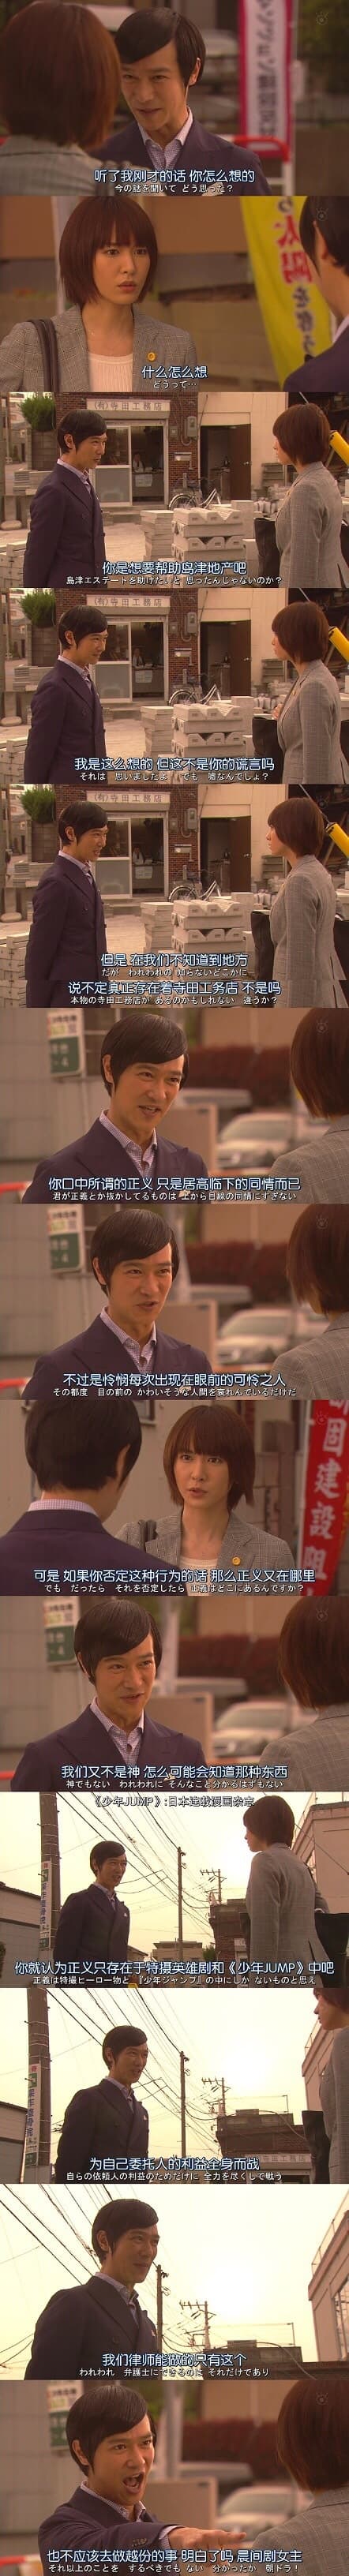 听了我刚才的话 你怎么想的
今の話を聞いて どう思った？
什么怎么想
どうって…
(有)寺田工務店
你是想要帮助岛津地产吧
島津エステートを助けたいと 思ったんじゃないのか？
(有)寺田工務店
我是这么想的 但这不是你的谎言吗
それは 思いましたよ でも 嘘なんでしょ？
(有)寺田工務店
但是 在我们不知道到地方
だが われわれの 知らないどこかに
说不定真正存在着寺田工务店 不是吗
本物の寺田工務店が あるのかもしれない 違うか？
你口中所谓的正义 只是居高临下的同情而已
君が正義とか抜かしてるものは 上から目線の同情にすぎない
不过是怜悯每次出现在眼前的可怜之人
その都度 目の前の かわいそうな人間を哀れんでいるだけだ
建設
可是 如果你否定这种行为的话 那么正义又在哪里
でも だったら それを否定したら 正義はどこにあるんですか？
我们又不是神 怎么可能会知道那种东西
神でもない われわれに そんなこと分かるはずもない
《少年JUMP》:日本连载漫画杂志
你就认为正义只存在于特摄英雄剧和《少年JUMP》中吧
正義は特撮ヒーロー物と 『少年ジャンプ』の中にしか ないものと思え
为自己委托人的利益全身而战
自らの依頼人の利益のためだけに 全力を尽くして戦う
我们律师能做的只有这个
われわれ 弁護士にできるのは それだけであり
也不应该去做越份的事 明白了吗 晨间剧女主
それ以上のことを するべきでも ない 分かったか 朝ドラ！